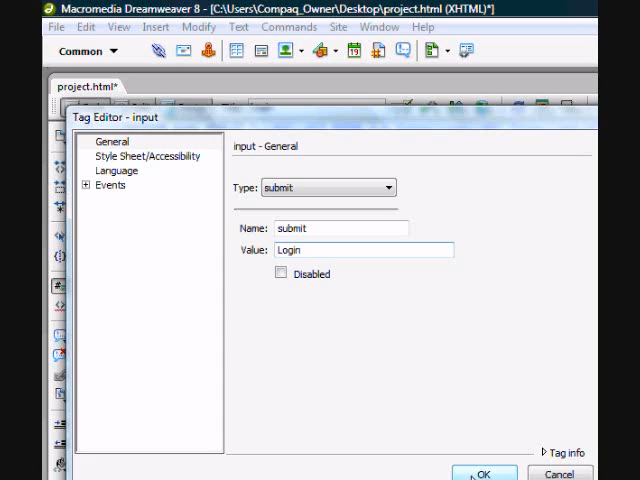 Macromedia Dreamweaver 8 - [C:\Users\Compaq_Owner\Desktop\project.html (XHTML)*]
File Edit View Insert Modify Text Commands Site Window Help
Common
project.html*
Tag Editor - input
General
Style Sheet/Accessibility
Language
Events
input - General
Type: submit
Name: submit
Value: Login
Disabled
Tag info
OK Cancel